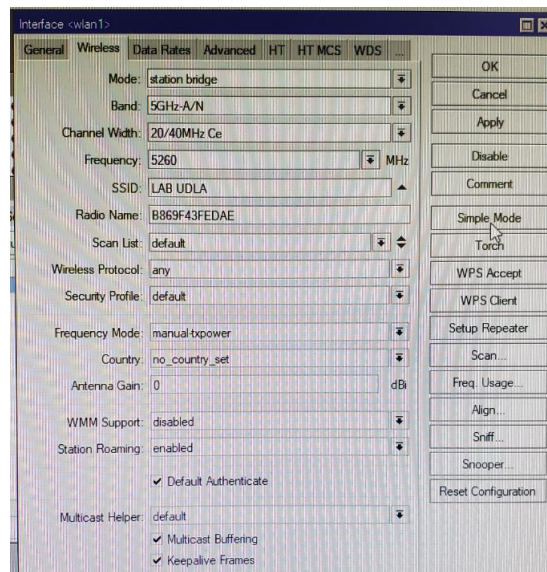 Interface <wlan1>
General Wireless Data Rates Advanced HT HT MCS WDS ...
Mode: station bridge
Band: 5GHz-A/N
Channel Width: 20/40MHz Ce
Frequency: 5260 MHz
SSID: LAB UDLA
Radio Name: B869F43FEDAE
Scan List: default
Wireless Protocol: any
Security Profile: default
Frequency Mode: manual-txpower
Country: no_country_set
Antenna Gain: 0 dBi
WMM Support: disabled
Station Roaming: enabled
Default Authenticate
Multicast Helper: default
Multicast Buffering
Keepalive Frames
OK
Cancel
Apply
Disable
Comment
Simple Mode
Torch
WPS Accept
WPS Client
Setup Repeater
Scan...
Freq. Usage...
Align...
Sniff...
Snooper...
Reset Configuration